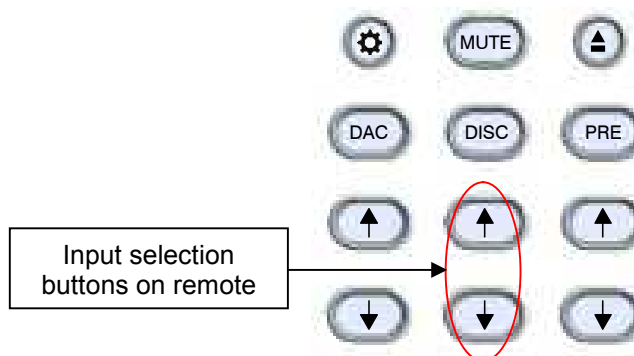 MUTE
DAC DISC PRE
Input selection
buttons on remote